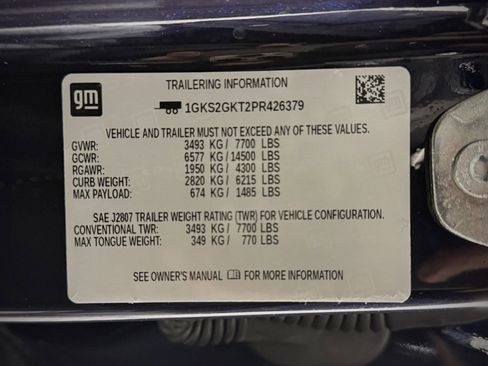 gm
TRAILERING INFORMATION
1GKS2GKT2PR426379
VEHICLE AND TRAILER MUST NOT EXCEED ANY OF THESE VALUES.
GVWR: 3493 KG / 7700 LBS
GCWR: 6577 KG / 14500 LBS
RGAWR: 1950 KG / 4300 LBS
CURB WEIGHT: 2820 KG / 6215 LBS
MAX PAYLOAD: 674 KG / 1485 LBS
SAE J2807 TRAILER WEIGHT RATING (TWR) FOR VEHICLE CONFIGURATION.
CONVENTIONAL TWR: 3493 KG / 7700 LBS
MAX TONGUE WEIGHT: 349 KG / 770 LBS
SEE OWNER'S MANUAL FOR MORE INFORMATION